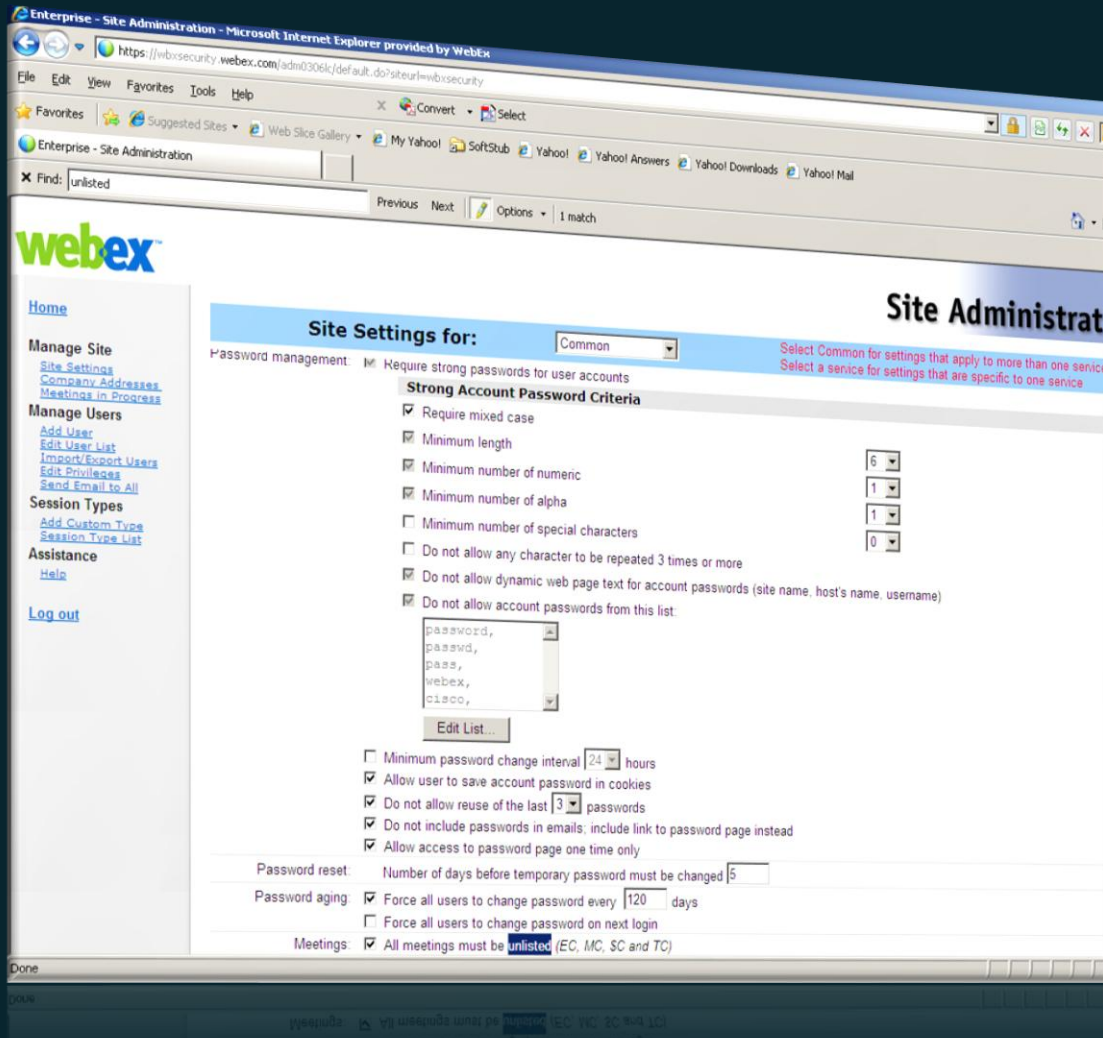 Enterprise - Site Administration - Microsoft Internet Explorer provided by WebEx
https://wbxsecurity.webex.com/adm0306lc/default.do?siteurl=wbxsecurity
File Edit View Favorites Tools Help
Convert Select
Favorites Suggested Sites Web Slice Gallery My Yahoo! SoftStub Yahoo! Yahoo! Answers Yahoo! Downloads Yahoo! Mail
Enterprise - Site Administration
X Find: unlisted Previous Next Options 1 match
webex
Site Administrat
Home
Manage Site
Site Settings
Company Addresses
Meetings in Progress
Manage Users
Add User
Edit User List
Import/Export Users
Edit Privileges
Send Email to All
Session Types
Add Custom Type
Session Type List
Assistance
Help
Log out
Site Settings for: Common
Select Common for settings that apply to more than one service
Select a service for settings that are specific to one service
Password management: Require strong passwords for user accounts
Strong Account Password Criteria
Require mixed case
Minimum length 6
Minimum number of numeric 1
Minimum number of alpha 1
Minimum number of special characters 0
Do not allow any character to be repeated 3 times or more
Do not allow dynamic web page text for account passwords (site name, host's name, username)
Do not allow account passwords from this list:
password,
passwd,
pass,
webex,
cisco,
Edit List...
Minimum password change interval 24 hours
Allow user to save account password in cookies
Do not allow reuse of the last 3 passwords
Do not include passwords in emails; include link to password page instead
Allow access to password page one time only
Password reset: Number of days before temporary password must be changed 5
Password aging: Force all users to change password every 120 days
Force all users to change password on next login
Meetings: All meetings must be unlisted (EC, MC, SC and TC)
Done